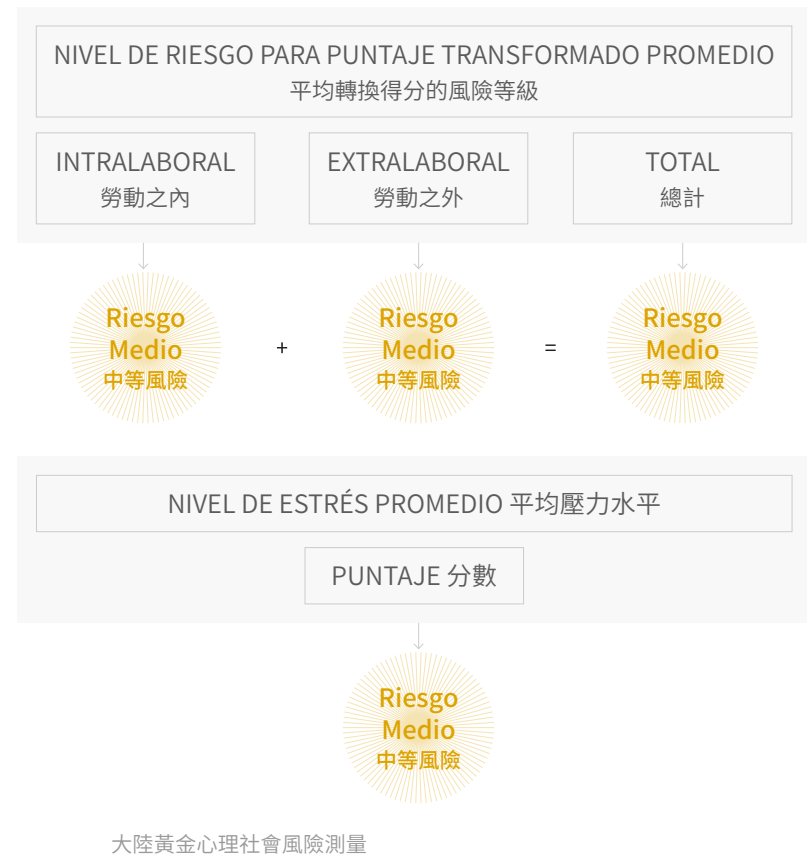 NIVEL DE RIESGO PARA PUNTAJE TRANSFORMADO PROMEDIO
平均轉換得分的風險等級
INTRALABORAL
勞動之內
EXTRALABORAL
勞動之外
TOTAL
總計
Riesgo
Medio
中等風險
+
Riesgo
Medio
中等風險
=
Riesgo
Medio
中等風險
NIVEL DE ESTRÉS PROMEDIO 平均壓力水平
PUNTAJE 分數
Riesgo
Medio
中等風險
大陸黃金心理社會風險測量